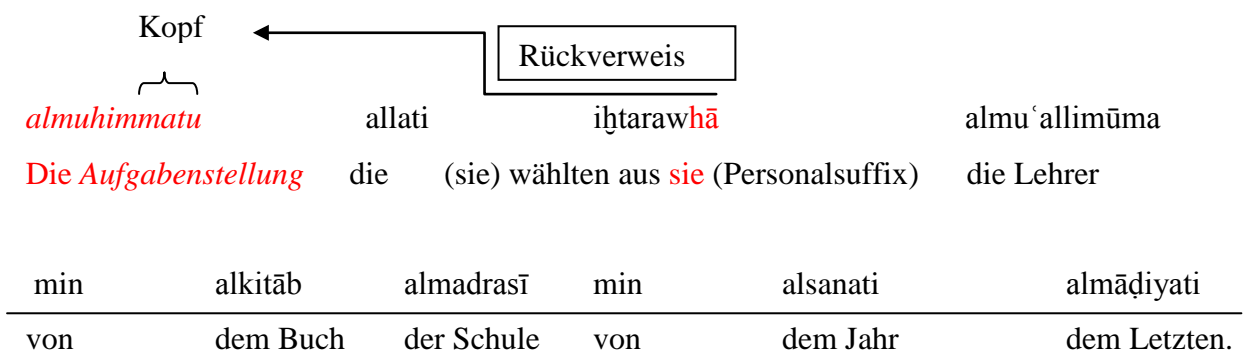 Kopf
Rückverweis
almuhimmatu allati iḫtarawhā almuʿallimūma
Die Aufgabenstellung die (sie) wählten aus sie (Personalsuffix) die Lehrer
min alkitāb almadrasī min alsanati almāḍiyati
von dem Buch der Schule von dem Jahr dem Letzten.